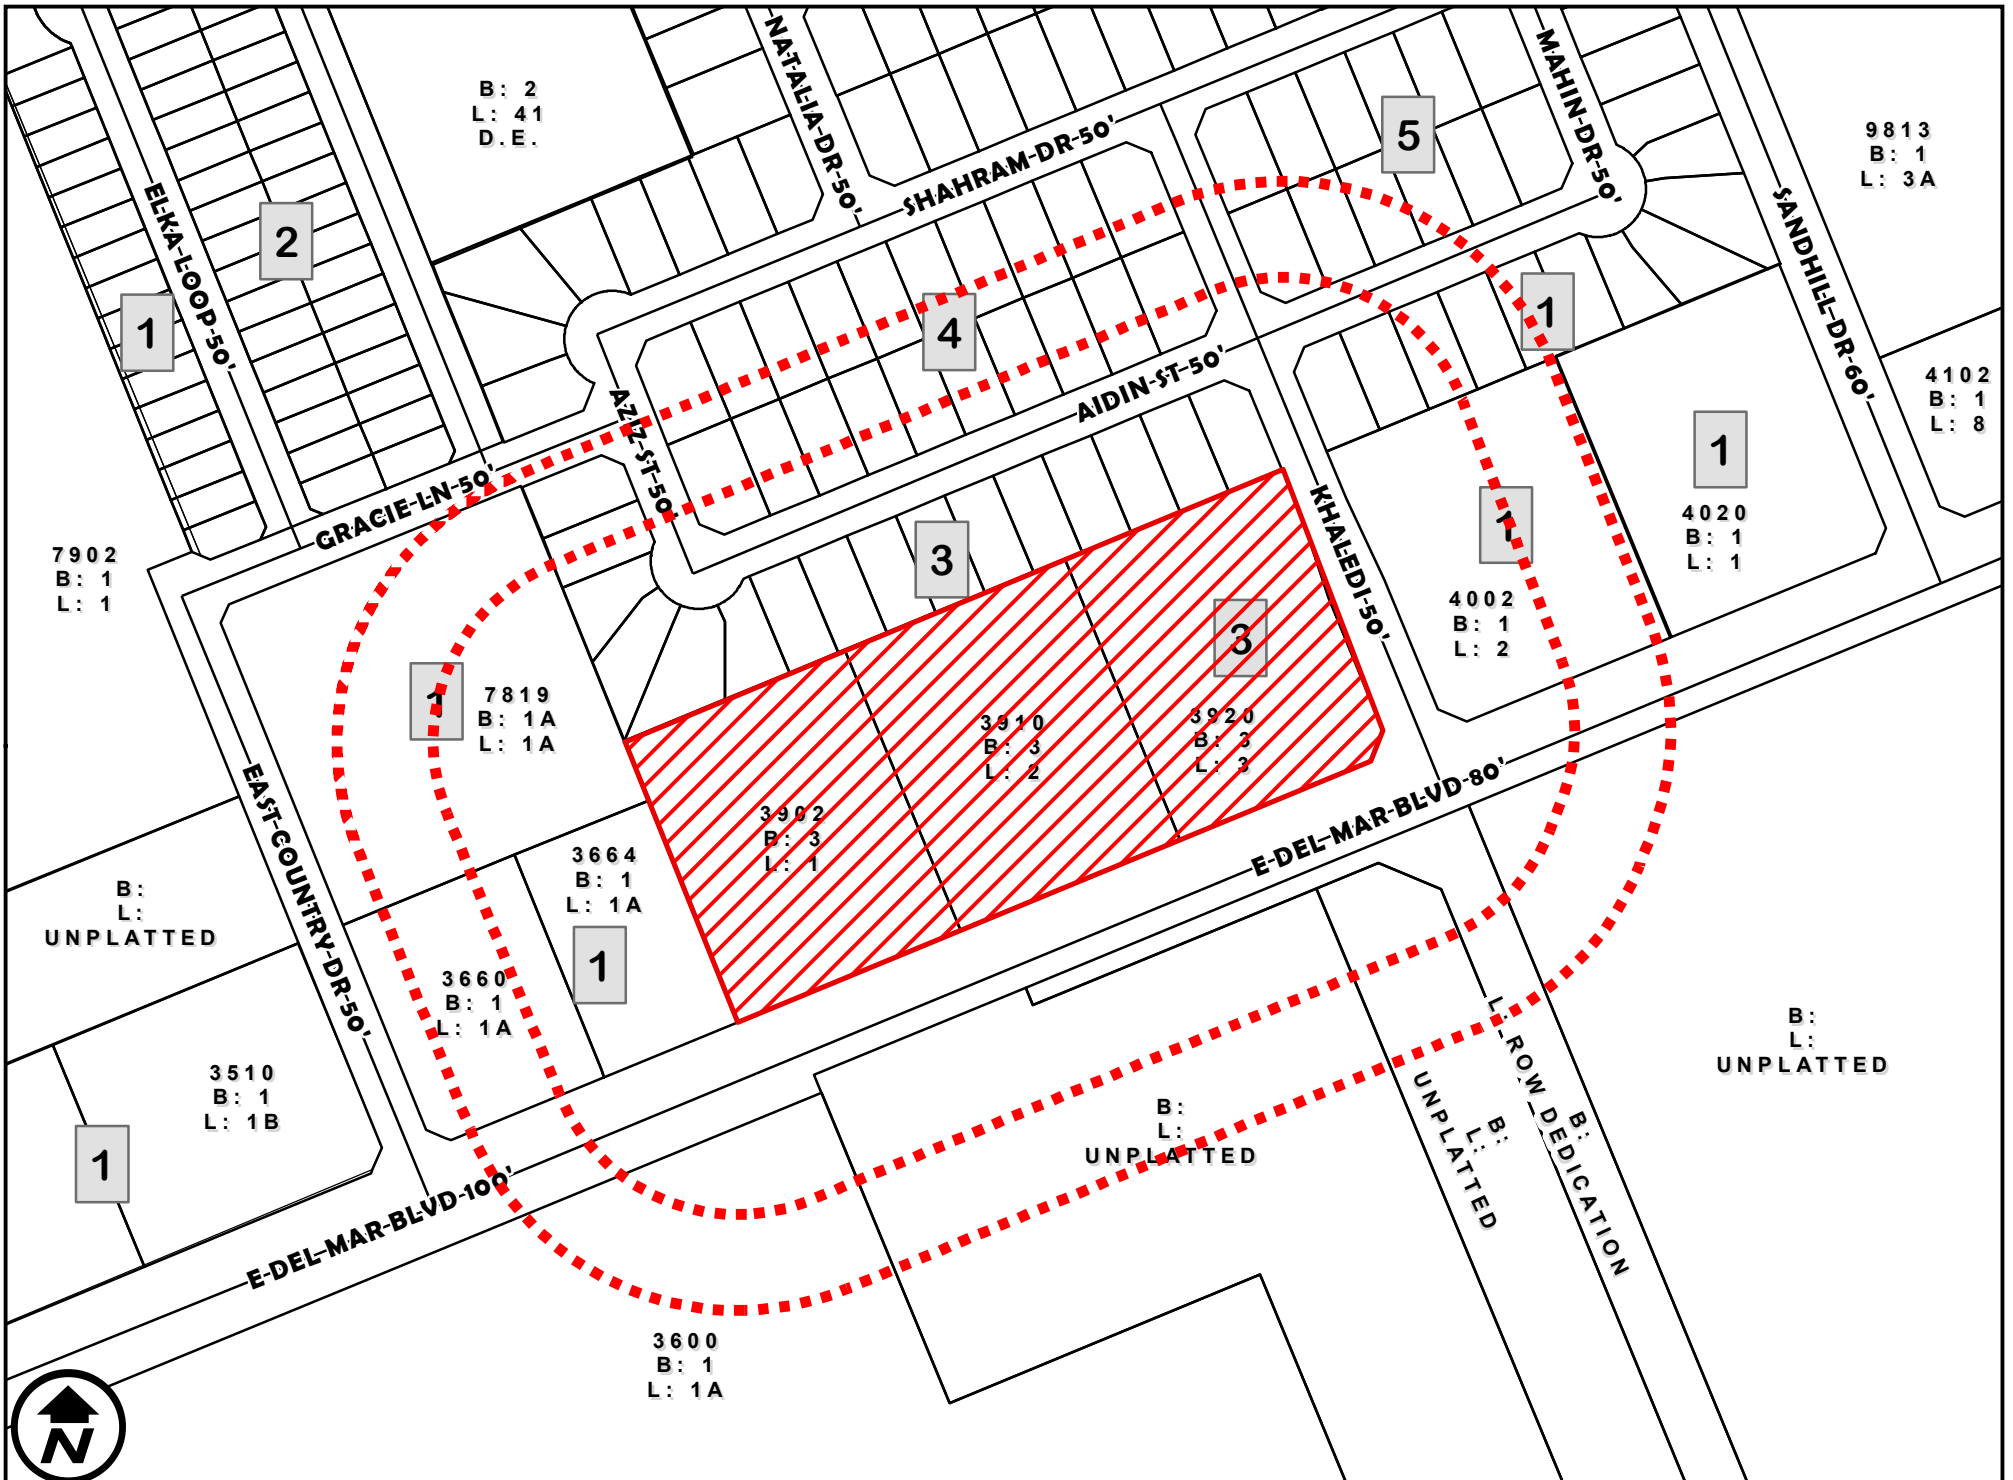 NATALIA-DR-50'
MAHIN-DR-50'
B: 2
L: 41
D.E.
SHAHRAM-DR-50'
5
9813
B: 1
L: 3A
EL-KA-LOOP-50'
2
1
SANDHILL-DR-60'
4
1
AIDIN-ST-50'
4102
B: 1
L: 8
AZIZ-ST-50'
1
4020
B: 1
L: 1
GRACIE-LN-50'
KHALEDI-50'
1
4002
B: 1
L: 2
7902
B: 1
L: 1
3
3
1
7819
B: 1A
L: 1A
3910
B: 3
L: 2
3920
B: 3
L: 3
EAST-COUNTRY-DR-50'
E-DEL-MAR-BLVD-80'
3902
B: 3
L: 1
3664
B: 1
L: 1A
1
B:
L:
UNPLATTED
3660
B: 1
L: 1A
3510
B: 1
L: 1B
1
B:
L:
UNPLATTED
B:
L:
UNPLATTED
B:
L:
UNPLATTED
B:
L: ROW DEDICATION
E-DEL-MAR-BLVD-100'
3600
B: 1
L: 1A
N